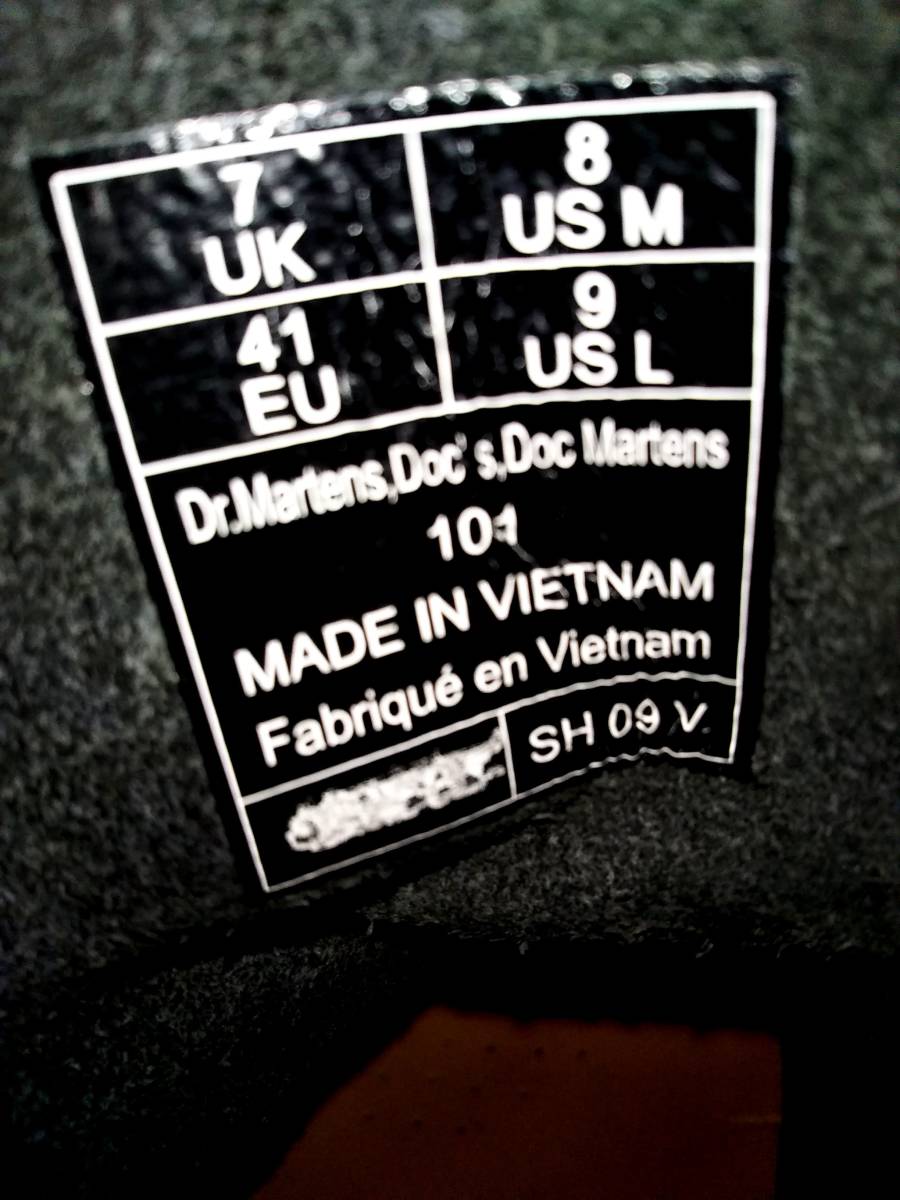 7
UK
8
US M
41
EU
9
US L
Dr.Martens,Doc's,Doc Martens
101
MADE IN VIETNAM
Fabriqué en Vietnam
SH 09 V